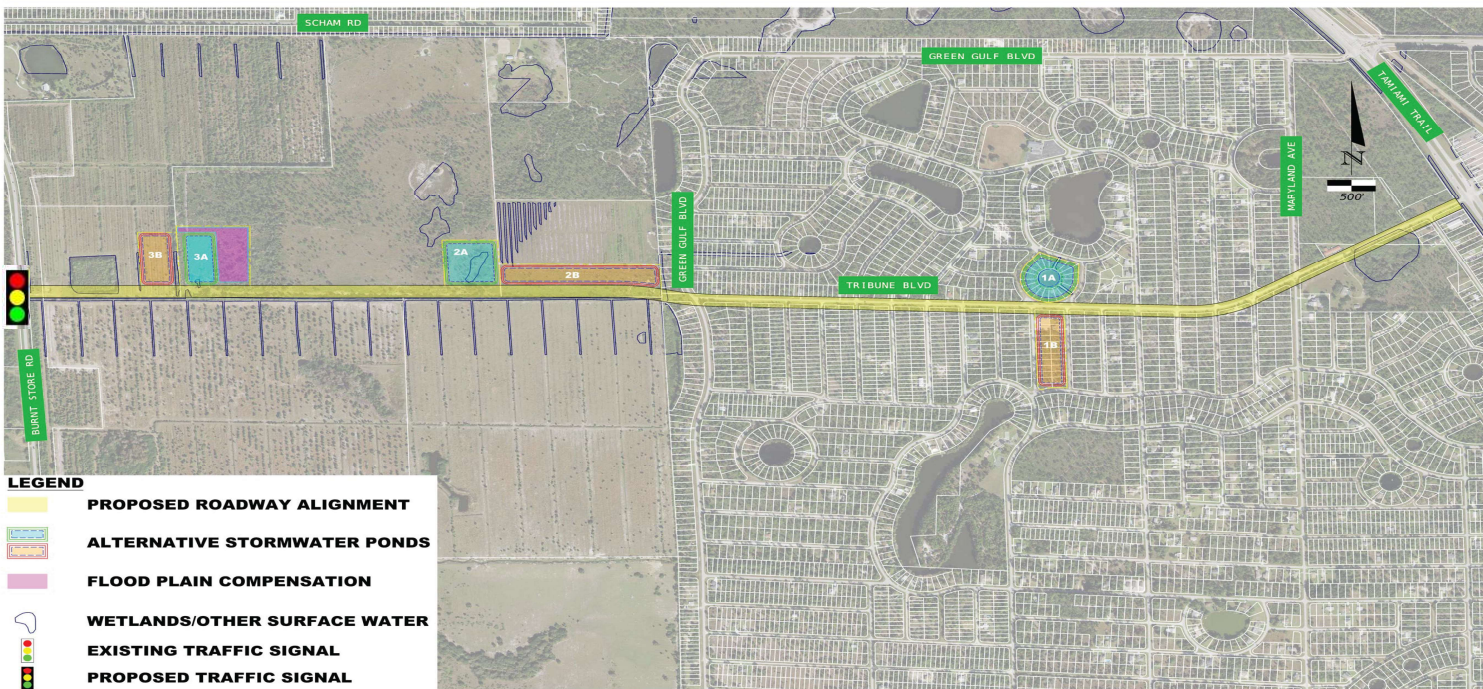 SCHAM RD
GREEN GULF BLVD
TAMIAMI TRAIL
MARYLAND AVE
N
500'
GREEN GULF BLVD
3B
3A
2A
2B
1A
TRIBUNE BLVD
1B
BURNT STORE RD
LEGEND
PROPOSED ROADWAY ALIGNMENT
ALTERNATIVE STORMWATER PONDS
FLOOD PLAIN COMPENSATION
WETLANDS/OTHER SURFACE WATER
EXISTING TRAFFIC SIGNAL
PROPOSED TRAFFIC SIGNAL